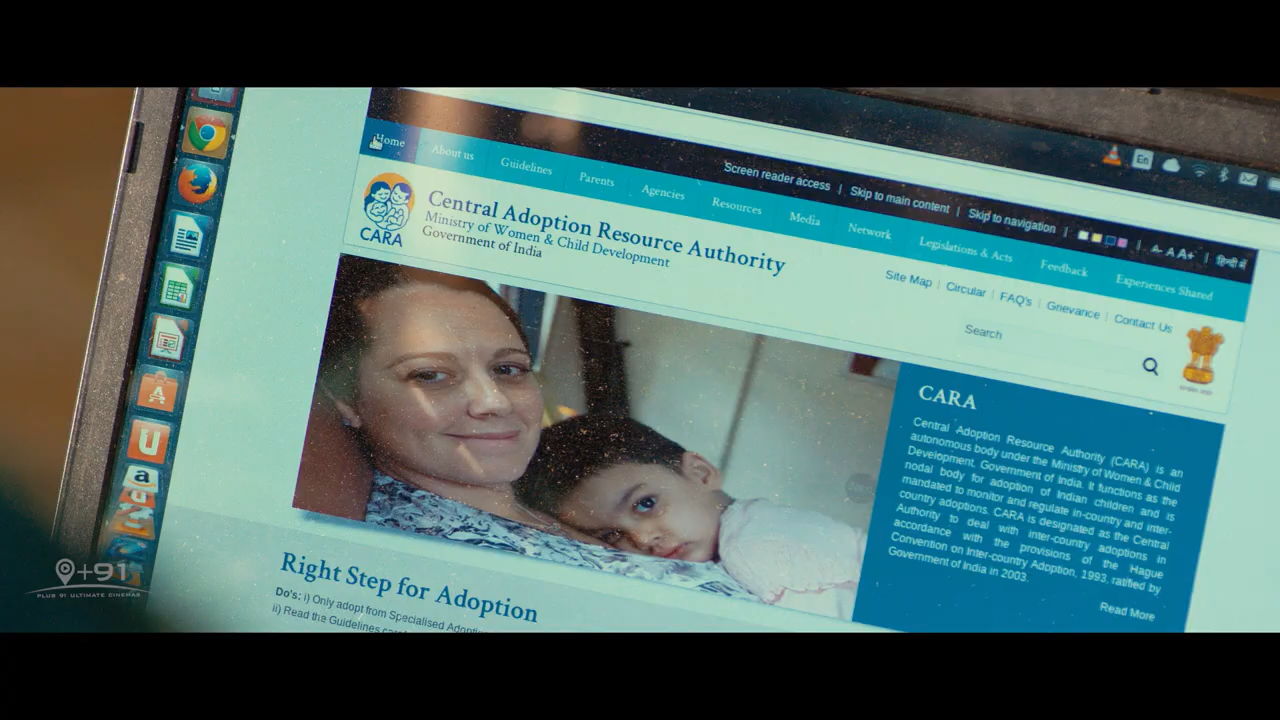 Screen reader access | Skip to main content | Skip to navigation | A- A A+ | हिन्दी में
En
Home About us Guidelines Parents Agencies Resources Media Network Legislations & Acts Feedback Experiences Shared
CARA
Central Adoption Resource Authority
Ministry of Women & Child Development
Government of India
Site Map | Circular | FAQ's | Grievance | Contact Us
Search
CARA
Central Adoption Resource Authority (CARA) is an
autonomous body under the Ministry of Women & Child
Development, Government of India. It functions as the
nodal body for adoption of Indian children and is
mandated to monitor and regulate in-country and inter-
country adoptions. CARA is designated as the Central
Authority to deal with inter-country adoptions in
accordance with the provisions of the Hague
Convention on Inter-country Adoption, 1993, ratified by
Government of India in 2003.
Read More
Right Step for Adoption
Do's: i) Only adopt from Specialised
ii) Read the Guidelines
+91
PLUS 91 ULTIMATE CINEMAS